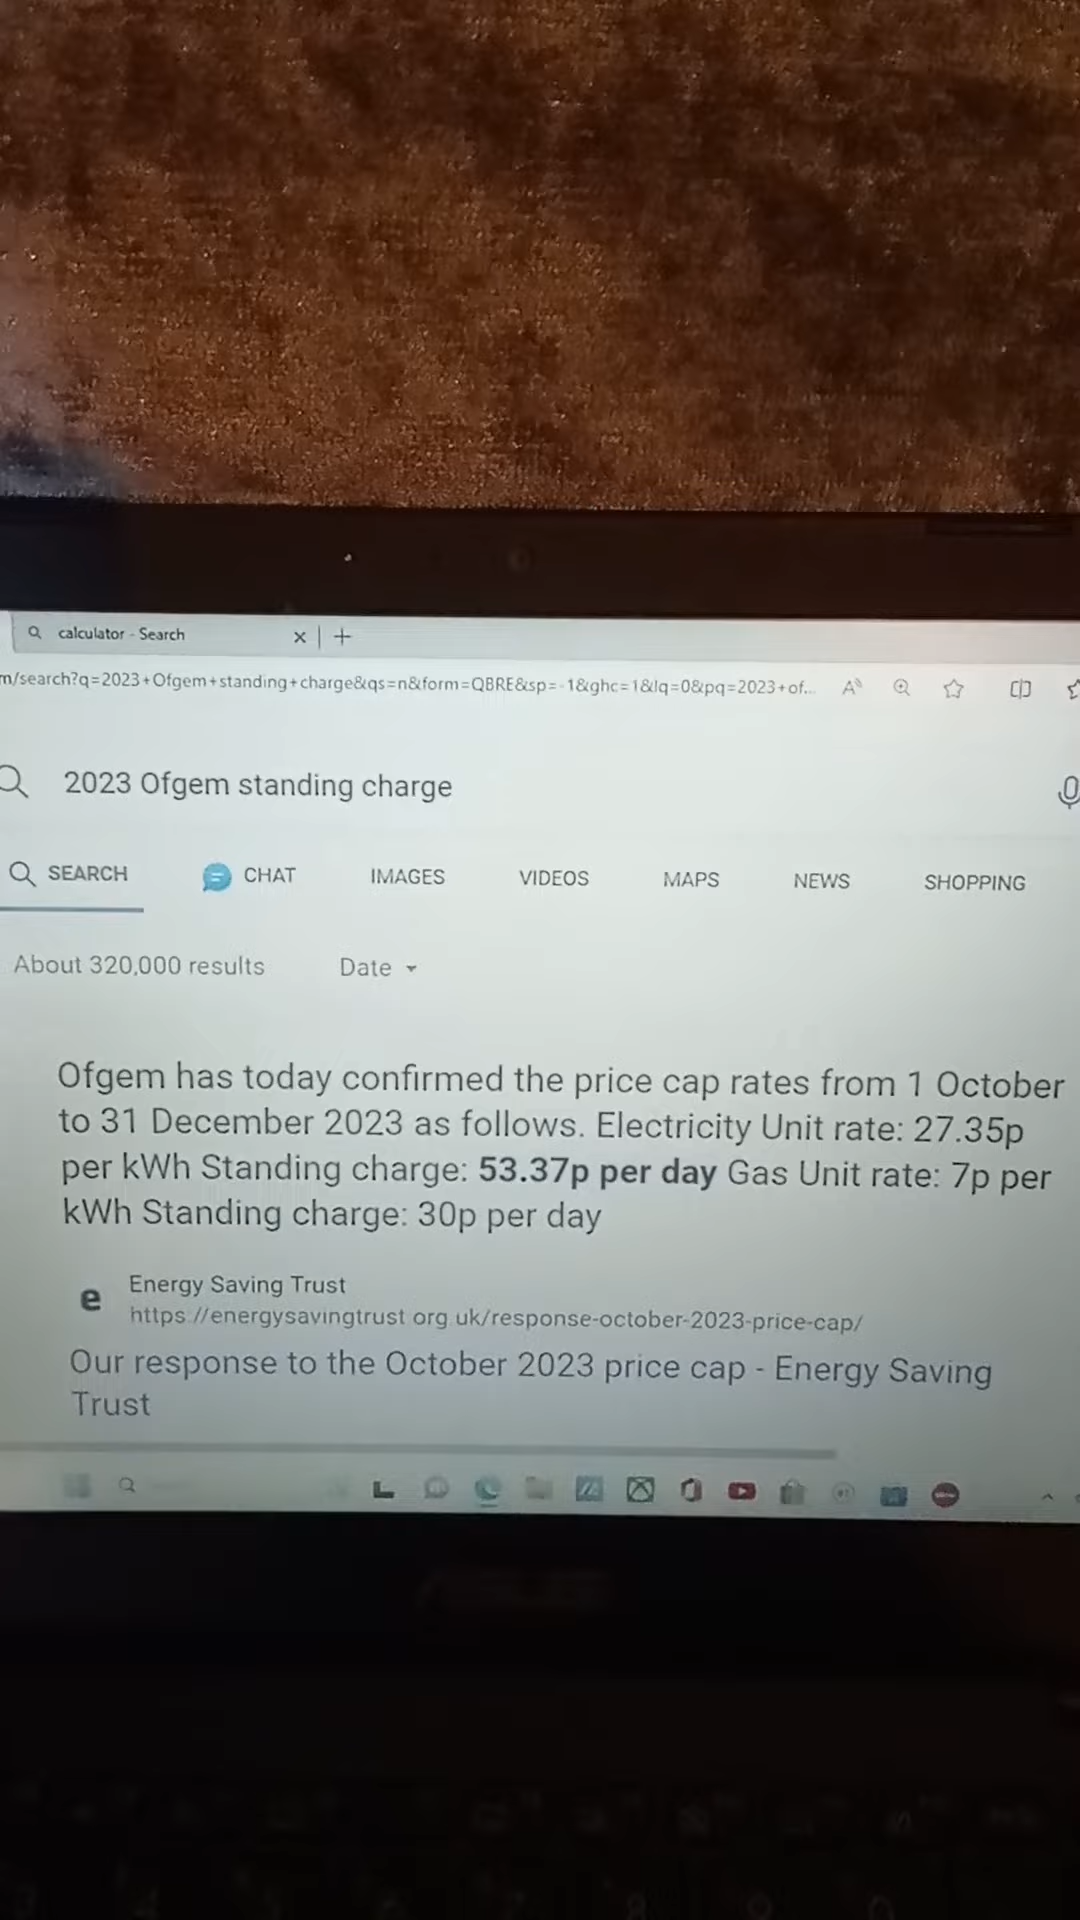 calculator - Search
m/search?q=2023+Ofgem+standing+charge&qs=n&form=QBRE&sp=-1&ghc=1&lq=0&pq=2023+of...
2023 Ofgem standing charge
SEARCH CHAT IMAGES VIDEOS MAPS NEWS SHOPPING
About 320,000 results Date
Ofgem has today confirmed the price cap rates from 1 October
to 31 December 2023 as follows. Electricity Unit rate: 27.35p
per kWh Standing charge: 53.37p per day Gas Unit rate: 7p per
kWh Standing charge: 30p per day
e Energy Saving Trust
https://energysavingtrust.org.uk/response-october-2023-price-cap/
Our response to the October 2023 price cap - Energy Saving
Trust